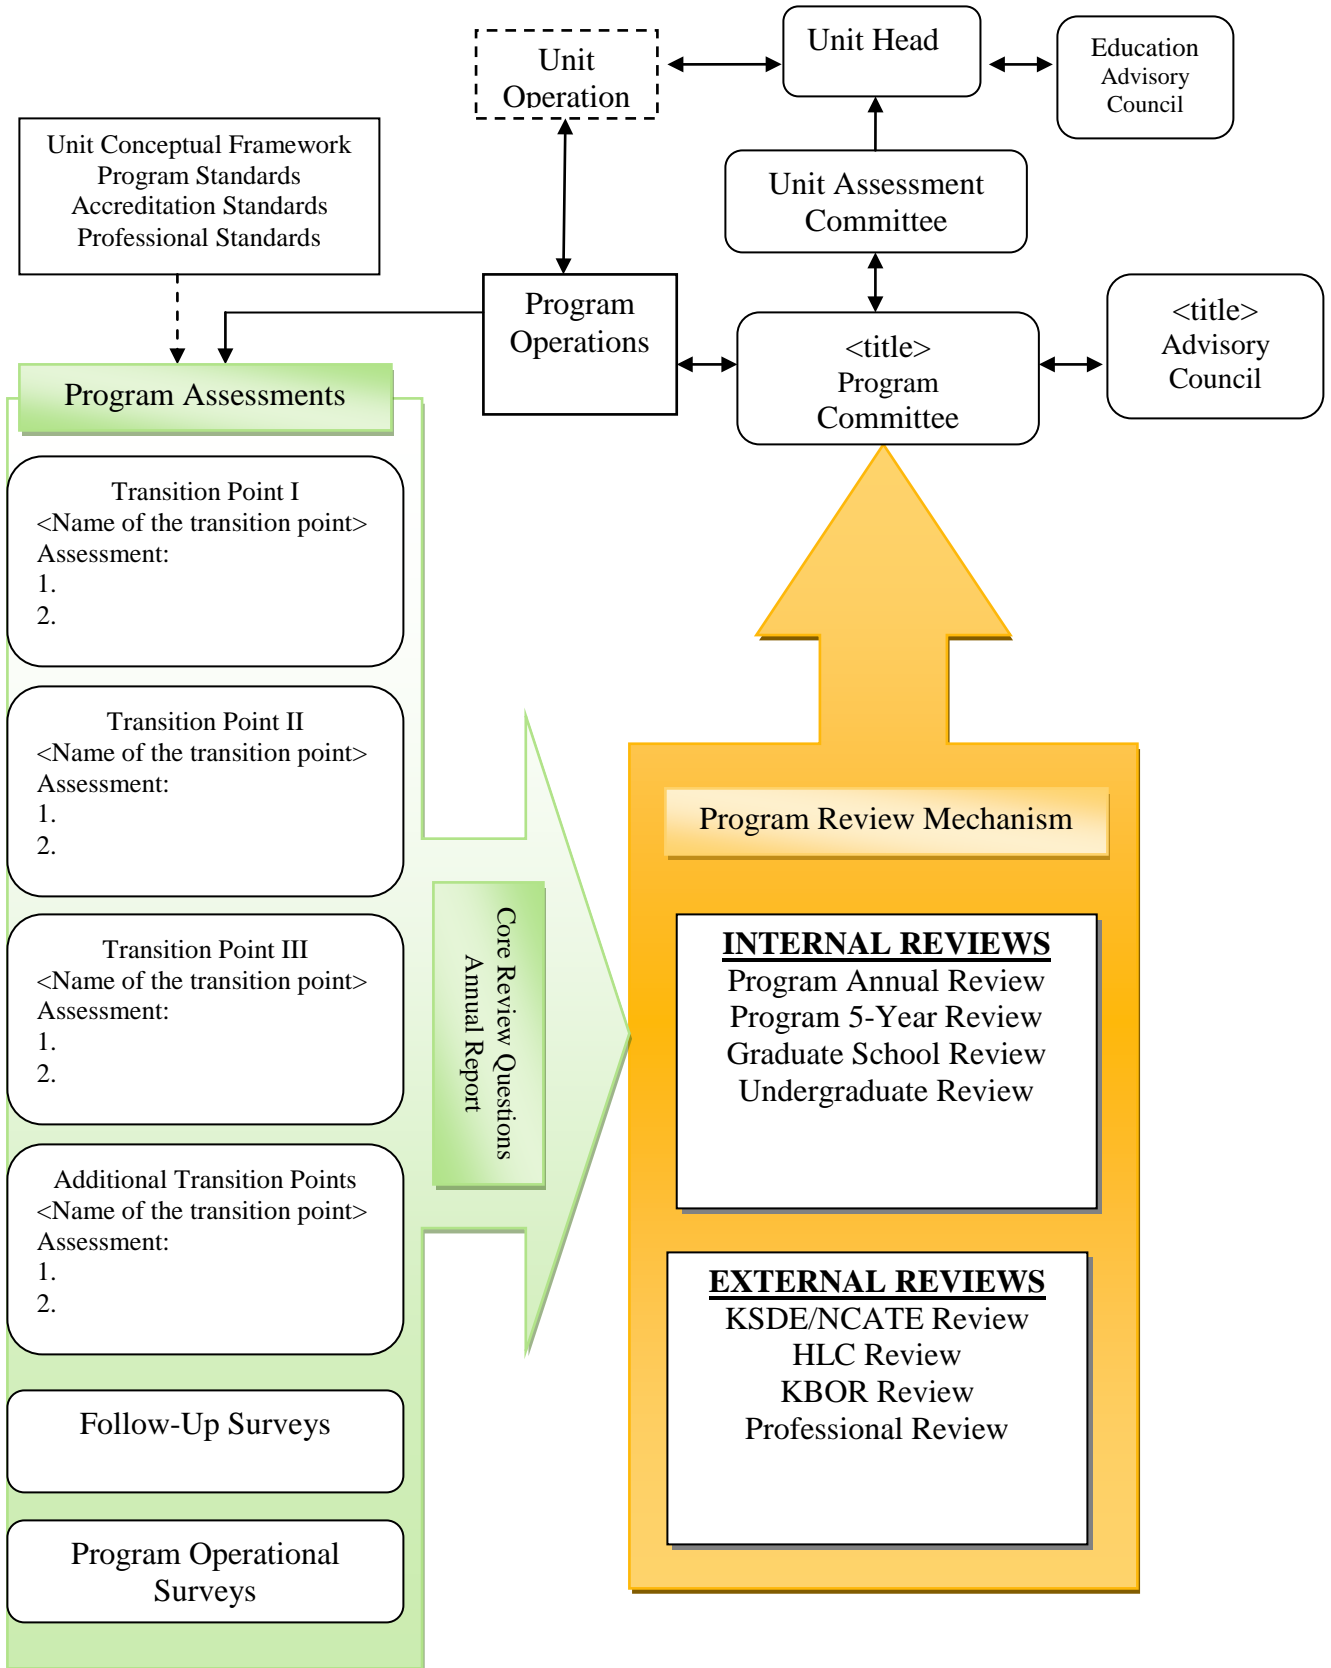 Unit
Operation
Unit Head
Education
Advisory
Council
Unit Conceptual Framework
Program Standards
Accreditation Standards
Professional Standards
Unit Assessment
Committee
Program
Operations
<title>
Program
Committee
<title>
Advisory
Council
Program Assessments
Transition Point I
<Name of the transition point>
Assessment:
1.
2.
Transition Point II
<Name of the transition point>
Assessment:
1.
2.
Transition Point III
<Name of the transition point>
Assessment:
1.
2.
Additional Transition Points
<Name of the transition point>
Assessment:
1.
2.
Follow-Up Surveys
Program Operational
Surveys
Core Review Questions
Annual Report
Program Review Mechanism
INTERNAL REVIEWS
Program Annual Review
Program 5-Year Review
Graduate School Review
Undergraduate Review
EXTERNAL REVIEWS
KSDE/NCATE Review
HLC Review
KBOR Review
Professional Review